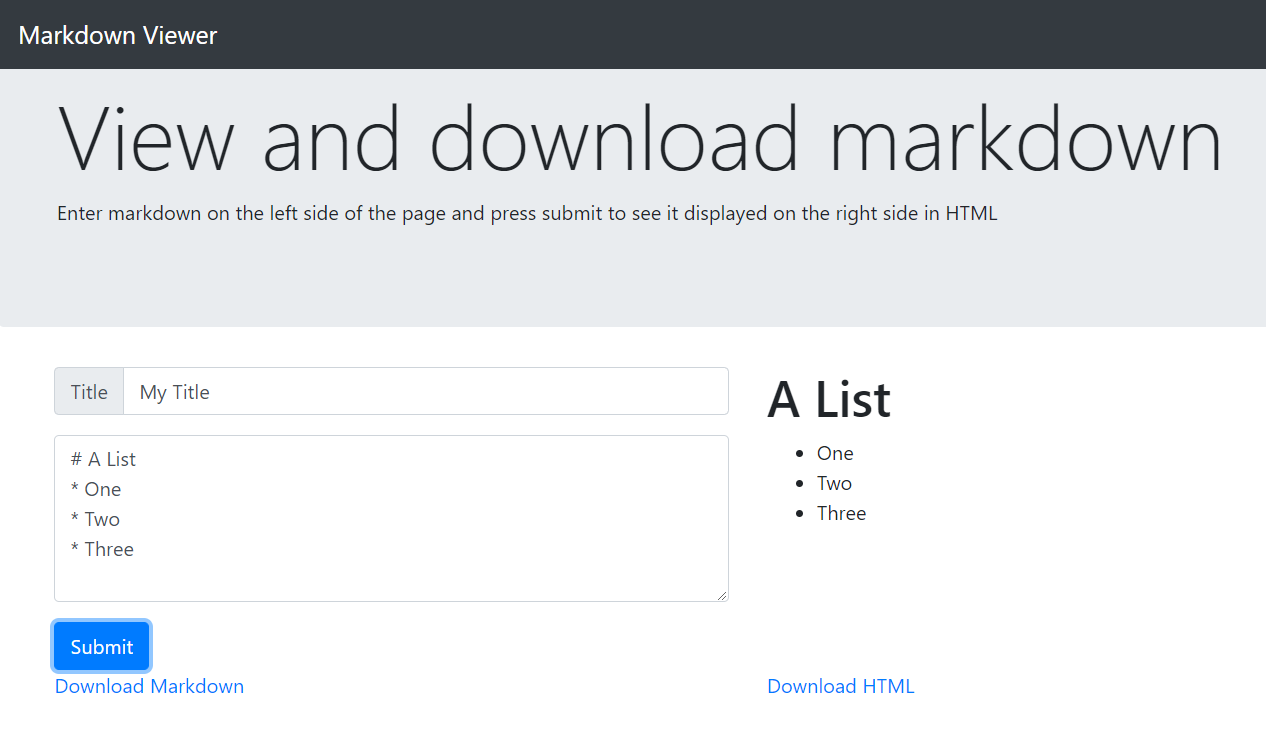 Markdown Viewer
View and download markdown
Enter markdown on the left side of the page and press submit to see it displayed on the right side in HTML
Title My Title
# A List
* One
* Two
* Three
Submit
Download Markdown
A List
• One
• Two
• Three
Download HTML